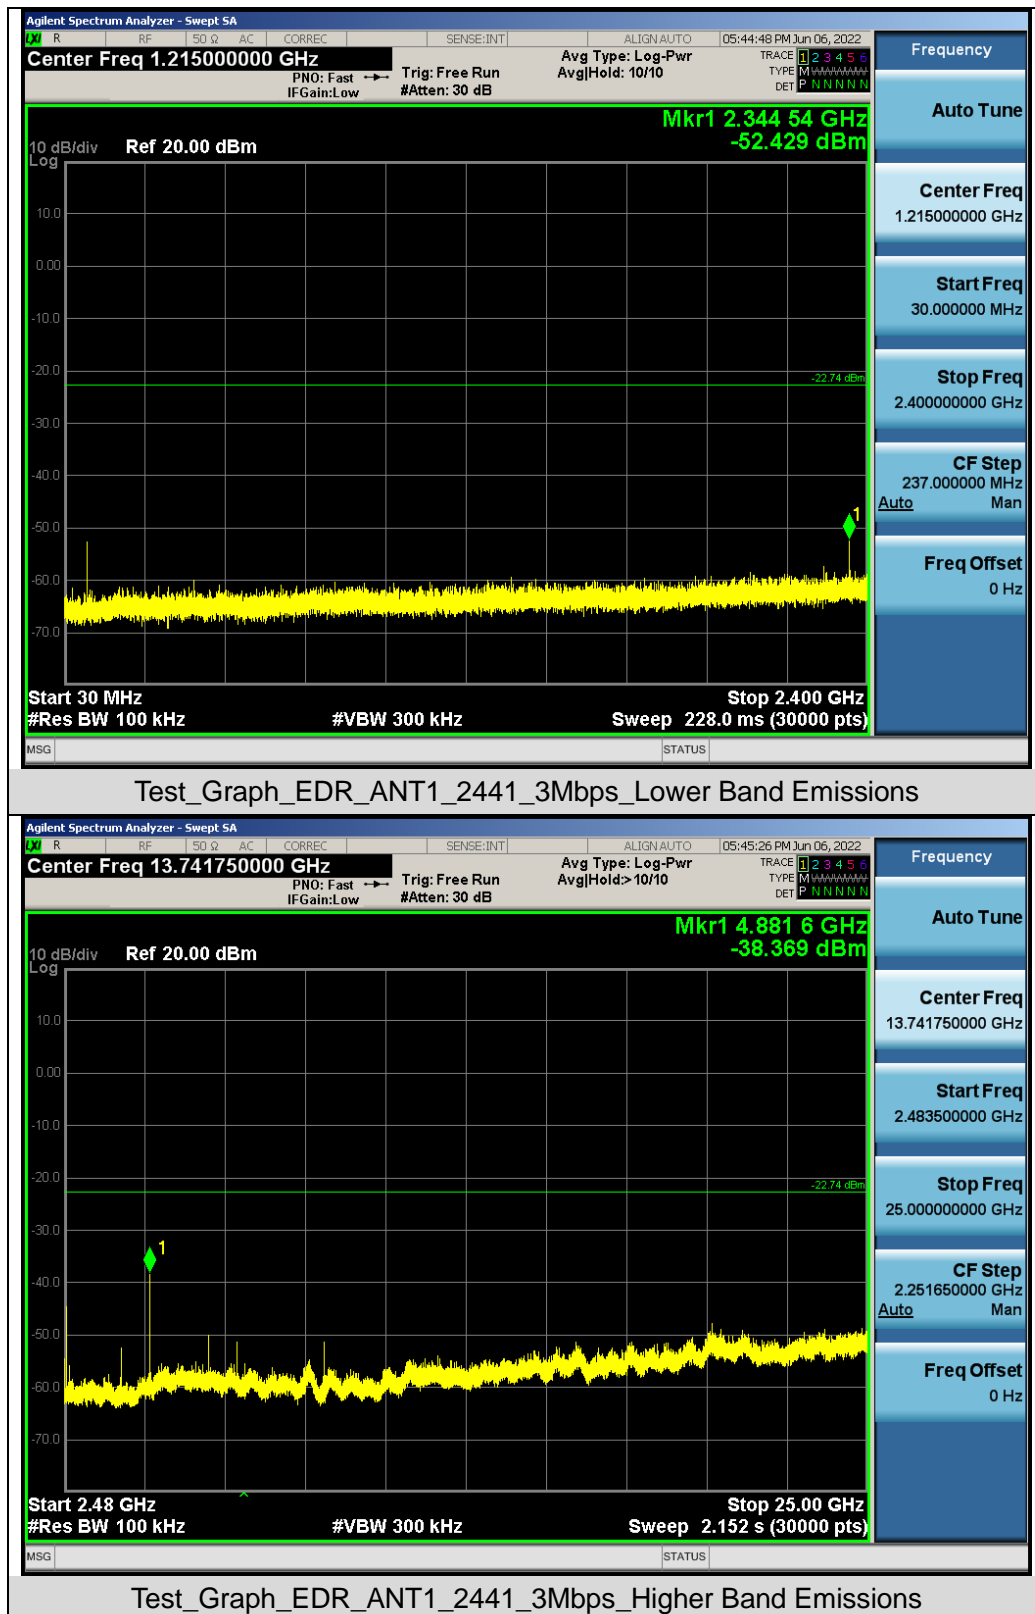 Agilent Spectrum Analyzer - Swept SA
LXI R RF 50 Ω AC CORREC SENSE:INT ALIGN AUTO 05:44:48 PM Jun 06, 2022
Center Freq 1.215000000 GHz
PNO: Fast
IFGain:Low
Trig: Free Run
#Atten: 30 dB
Avg Type: Log-Pwr
Avg|Hold: 10/10
TRACE 1 2 3 4 5 6
TYPE M WWWWW
DET P N N N N N
Frequency
Auto Tune
Center Freq
1.215000000 GHz
Start Freq
30.000000 MHz
Stop Freq
2.400000000 GHz
CF Step
237.000000 MHz
Auto Man
Freq Offset
0 Hz
Mkr1 2.344 54 GHz
-52.429 dBm
10 dB/div Ref 20.00 dBm
Log
10.0
0.00
-10.0
-20.0
-22.74 dBm
-30.0
-40.0
-50.0
1
-60.0
-70.0
Start 30 MHz Stop 2.400 GHz
#Res BW 100 kHz #VBW 300 kHz Sweep 228.0 ms (30000 pts)
MSG STATUS
Test_Graph_EDR_ANT1_2441_3Mbps_Lower Band Emissions
Agilent Spectrum Analyzer - Swept SA
LXI R RF 50 Ω AC CORREC SENSE:INT ALIGN AUTO 05:45:26 PM Jun 06, 2022
Center Freq 13.741750000 GHz
PNO: Fast
IFGain:Low
Trig: Free Run
#Atten: 30 dB
Avg Type: Log-Pwr
Avg|Hold:>10/10
TRACE 1 2 3 4 5 6
TYPE M WWWWW
DET P N N N N N
Frequency
Auto Tune
Center Freq
13.741750000 GHz
Start Freq
2.483500000 GHz
Stop Freq
25.000000000 GHz
CF Step
2.251650000 GHz
Auto Man
Freq Offset
0 Hz
Mkr1 4.881 6 GHz
-38.369 dBm
10 dB/div Ref 20.00 dBm
Log
10.0
0.00
-10.0
-20.0
-22.74 dBm
-30.0
1
-40.0
-50.0
-60.0
-70.0
Start 2.48 GHz Stop 25.00 GHz
#Res BW 100 kHz #VBW 300 kHz Sweep 2.152 s (30000 pts)
MSG STATUS
Test_Graph_EDR_ANT1_2441_3Mbps_Higher Band Emissions